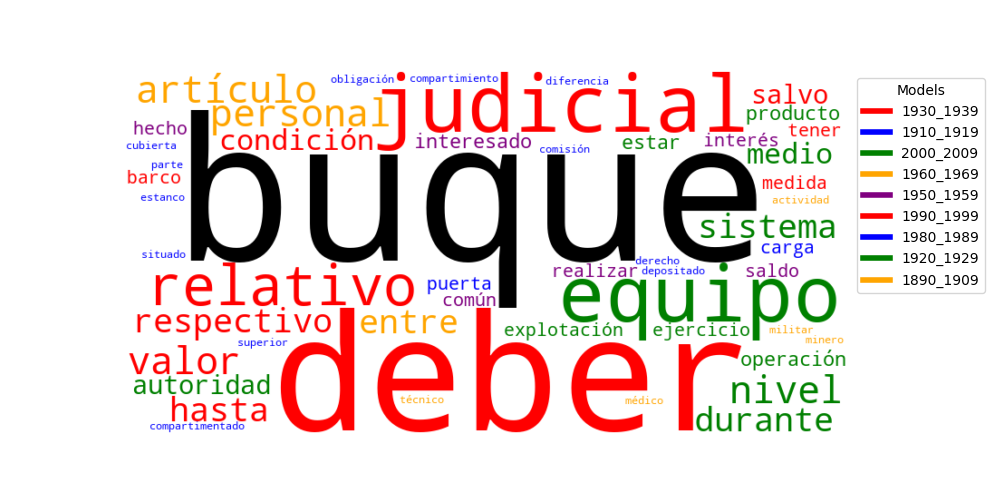 obligación compartimiento diferencia
artículo judicial salvo
personal producto
hecho condición interesado estar interés tener
cubierta comisión medio
parte
barco buque medida
estanco actividad
sistema
situado carga
derecho
relativo puerta realizar depositado saldo
común equipo
respectivo entre explotación ejercicio militar
superior minero
valor deber operación
autoridad nivel
hasta técnico médico durante
compartimentado
Models
1930_1939
1910_1919
2000_2009
1960_1969
1950_1959
1990_1999
1980_1989
1920_1929
1890_1909